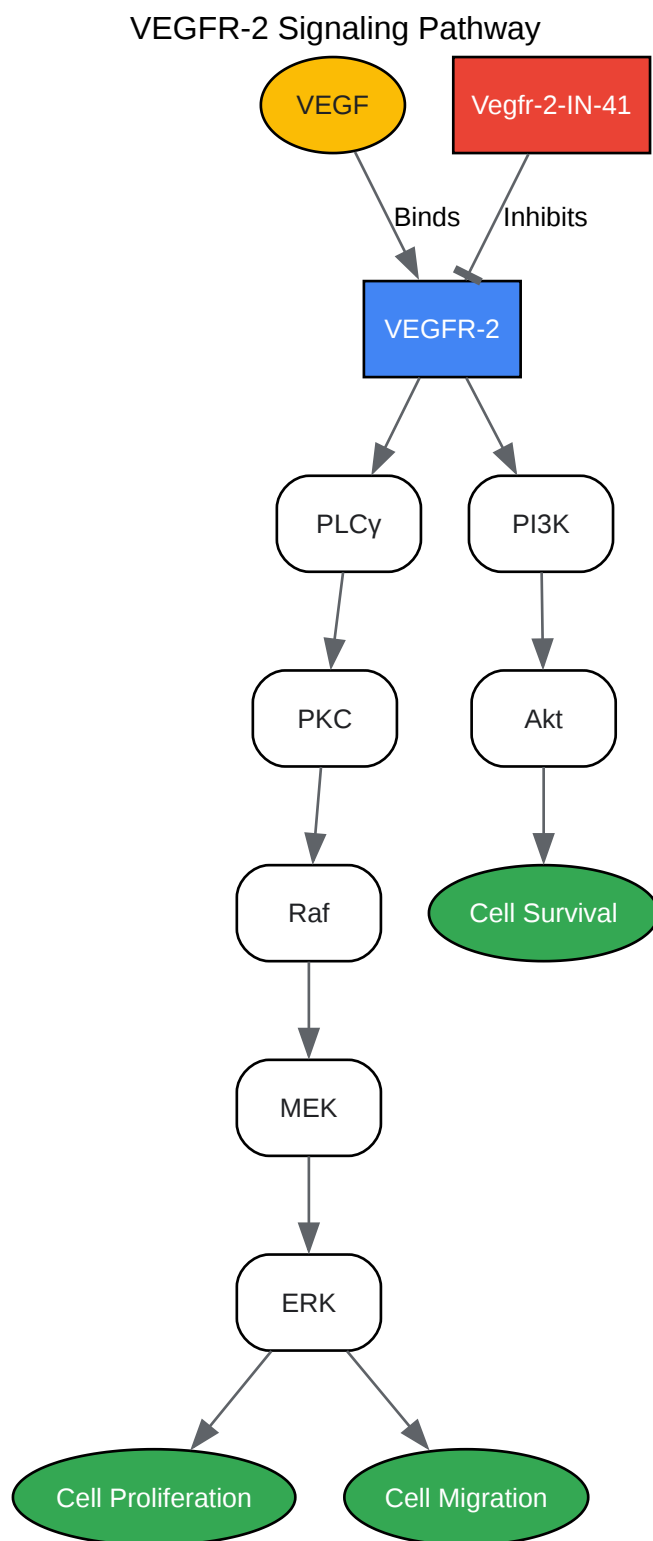 VEGFR-2 Signaling Pathway
VEGF
Vegfr-2-IN-41
Binds
Inhibits
VEGFR-2
PLCγ
PI3K
PKC
Akt
Raf
Cell Survival
MEK
ERK
Cell Proliferation
Cell Migration